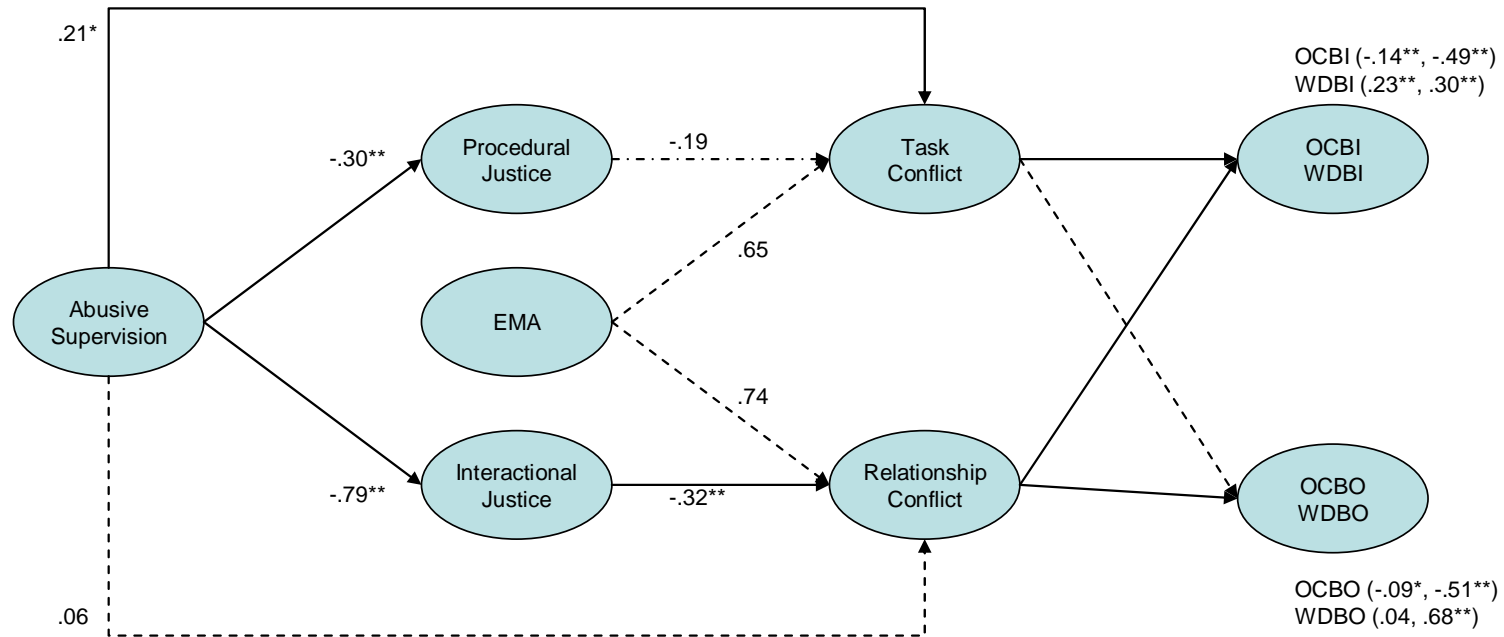 .21*
OCBI (-.14**, -.49**)
WDBI (.23**, .30**)
-.30**
Procedural
Justice
-.19
Task
Conflict
OCBI
WDBI
.65
Abusive
Supervision
EMA
.74
-.79**
Interactional
Justice
-.32**
Relationship
Conflict
OCBO
WDBO
.06
OCBO (-.09*, -.51**)
WDBO (.04, .68**)